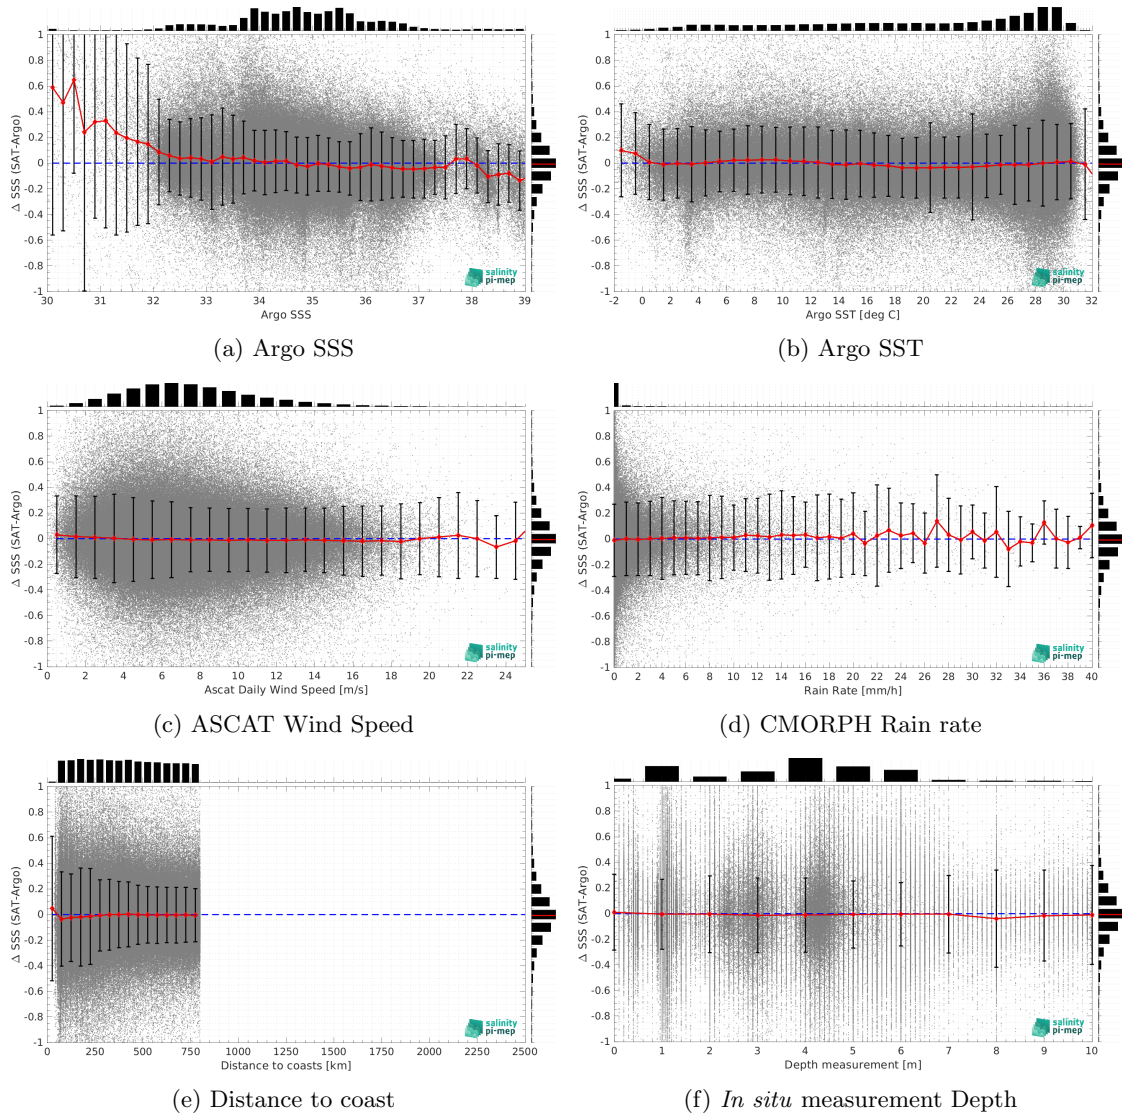 1
0.8
0.6
0.4
0.2
0
-0.2
-0.4
-0.6
-0.8
-1
Δ SSS (SAT-Argo)
30 31 32 33 34 35 36 37 38 39
Argo SSS
salinity
pi-mep
(a) Argo SSS
1
0.8
0.6
0.4
0.2
0
-0.2
-0.4
-0.6
-0.8
-1
Δ SSS (SAT-Argo)
-2 0 2 4 6 8 10 12 14 16 18 20 22 24 26 28 30 32
Argo SST [deg C]
salinity
pi-mep
(b) Argo SST
1
0.8
0.6
0.4
0.2
0
-0.2
-0.4
-0.6
-0.8
-1
Δ SSS (SAT-Argo)
0 2 4 6 8 10 12 14 16 18 20 22 24
Ascat Daily Wind Speed [m/s]
salinity
pi-mep
(c) ASCAT Wind Speed
1
0.8
0.6
0.4
0.2
0
-0.2
-0.4
-0.6
-0.8
-1
Δ SSS (SAT-Argo)
0 2 4 6 8 10 12 14 16 18 20 22 24 26 28 30 32 34 36 38 40
Rain Rate [mm/h]
salinity
pi-mep
(d) CMORPH Rain rate
1
0.8
0.6
0.4
0.2
0
-0.2
-0.4
-0.6
-0.8
-1
Δ SSS (SAT-Argo)
0 250 500 750 1000 1250 1500 1750 2000 2250 2500
Distance to coasts [km]
salinity
pi-mep
(e) Distance to coast
1
0.8
0.6
0.4
0.2
0
-0.2
-0.4
-0.6
-0.8
-1
Δ SSS (SAT-Argo)
0 1 2 3 4 5 6 7 8 9 10
Depth measurement [m]
salinity
pi-mep
(f) In situ measurement Depth